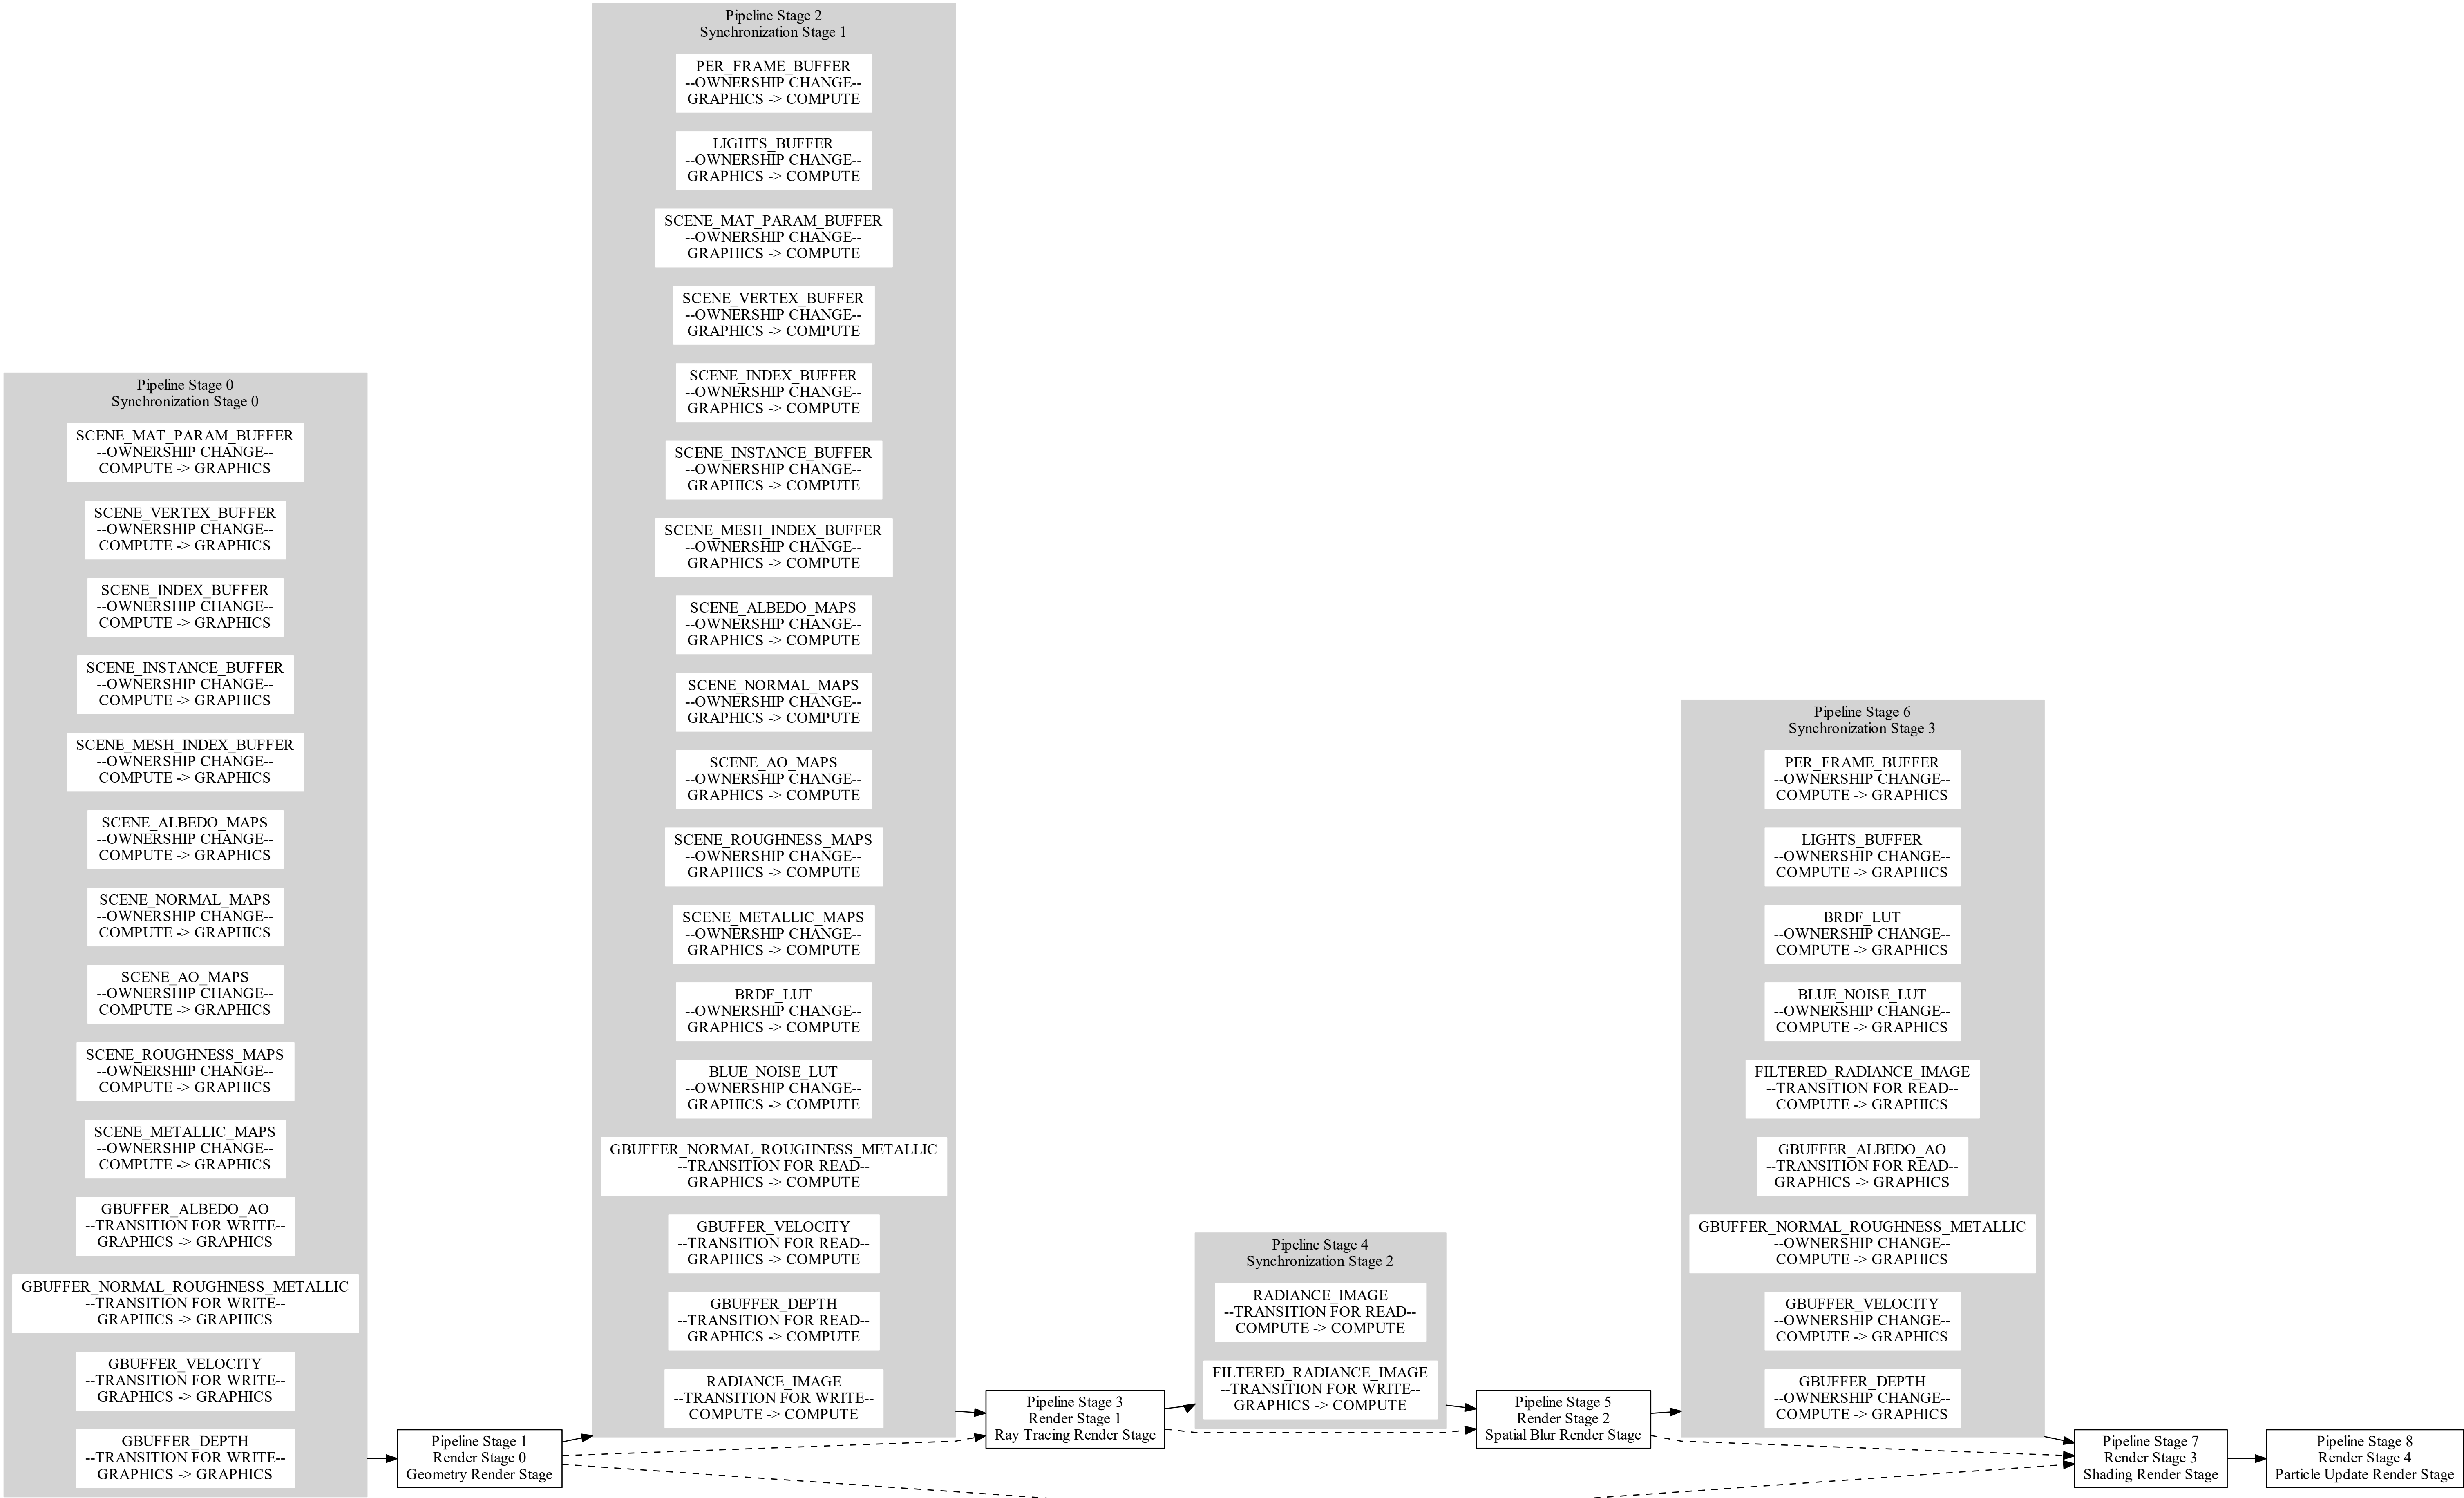 Pipeline Stage 0
Synchronization Stage 0
SCENE_MAT_PARAM_BUFFER
--OWNERSHIP CHANGE--
COMPUTE -> GRAPHICS
SCENE_VERTEX_BUFFER
--OWNERSHIP CHANGE--
COMPUTE -> GRAPHICS
SCENE_INDEX_BUFFER
--OWNERSHIP CHANGE--
COMPUTE -> GRAPHICS
SCENE_INSTANCE_BUFFER
--OWNERSHIP CHANGE--
COMPUTE -> GRAPHICS
SCENE_MESH_INDEX_BUFFER
--OWNERSHIP CHANGE--
COMPUTE -> GRAPHICS
SCENE_ALBEDO_MAPS
--OWNERSHIP CHANGE--
COMPUTE -> GRAPHICS
SCENE_NORMAL_MAPS
--OWNERSHIP CHANGE--
COMPUTE -> GRAPHICS
SCENE_AO_MAPS
--OWNERSHIP CHANGE--
COMPUTE -> GRAPHICS
SCENE_ROUGHNESS_MAPS
--OWNERSHIP CHANGE--
COMPUTE -> GRAPHICS
SCENE_METALLIC_MAPS
--OWNERSHIP CHANGE--
COMPUTE -> GRAPHICS
GBUFFER_ALBEDO_AO
--TRANSITION FOR WRITE--
GRAPHICS -> GRAPHICS
GBUFFER_NORMAL_ROUGHNESS_METALLIC
--TRANSITION FOR WRITE--
GRAPHICS -> GRAPHICS
GBUFFER_VELOCITY
--TRANSITION FOR WRITE--
GRAPHICS -> GRAPHICS
GBUFFER_DEPTH
--TRANSITION FOR WRITE--
GRAPHICS -> GRAPHICS
Pipeline Stage 1
Render Stage 0
Geometry Render Stage
Pipeline Stage 2
Synchronization Stage 1
PER_FRAME_BUFFER
--OWNERSHIP CHANGE--
GRAPHICS -> COMPUTE
LIGHTS_BUFFER
--OWNERSHIP CHANGE--
GRAPHICS -> COMPUTE
SCENE_MAT_PARAM_BUFFER
--OWNERSHIP CHANGE--
GRAPHICS -> COMPUTE
SCENE_VERTEX_BUFFER
--OWNERSHIP CHANGE--
GRAPHICS -> COMPUTE
SCENE_INDEX_BUFFER
--OWNERSHIP CHANGE--
GRAPHICS -> COMPUTE
SCENE_INSTANCE_BUFFER
--OWNERSHIP CHANGE--
GRAPHICS -> COMPUTE
SCENE_MESH_INDEX_BUFFER
--OWNERSHIP CHANGE--
GRAPHICS -> COMPUTE
SCENE_ALBEDO_MAPS
--OWNERSHIP CHANGE--
GRAPHICS -> COMPUTE
SCENE_NORMAL_MAPS
--OWNERSHIP CHANGE--
GRAPHICS -> COMPUTE
SCENE_AO_MAPS
--OWNERSHIP CHANGE--
GRAPHICS -> COMPUTE
SCENE_ROUGHNESS_MAPS
--OWNERSHIP CHANGE--
GRAPHICS -> COMPUTE
SCENE_METALLIC_MAPS
--OWNERSHIP CHANGE--
GRAPHICS -> COMPUTE
BRDF_LUT
--OWNERSHIP CHANGE--
GRAPHICS -> COMPUTE
BLUE_NOISE_LUT
--OWNERSHIP CHANGE--
GRAPHICS -> COMPUTE
GBUFFER_NORMAL_ROUGHNESS_METALLIC
--TRANSITION FOR READ--
GRAPHICS -> COMPUTE
GBUFFER_VELOCITY
--TRANSITION FOR READ--
GRAPHICS -> COMPUTE
GBUFFER_DEPTH
--TRANSITION FOR READ--
GRAPHICS -> COMPUTE
RADIANCE_IMAGE
--TRANSITION FOR WRITE--
COMPUTE -> COMPUTE
Pipeline Stage 3
Render Stage 1
Ray Tracing Render Stage
Pipeline Stage 4
Synchronization Stage 2
RADIANCE_IMAGE
--TRANSITION FOR READ--
COMPUTE -> COMPUTE
FILTERED_RADIANCE_IMAGE
--TRANSITION FOR WRITE--
GRAPHICS -> COMPUTE
Pipeline Stage 5
Render Stage 2
Spatial Blur Render Stage
Pipeline Stage 6
Synchronization Stage 3
PER_FRAME_BUFFER
--OWNERSHIP CHANGE--
COMPUTE -> GRAPHICS
LIGHTS_BUFFER
--OWNERSHIP CHANGE--
COMPUTE -> GRAPHICS
BRDF_LUT
--OWNERSHIP CHANGE--
COMPUTE -> GRAPHICS
BLUE_NOISE_LUT
--OWNERSHIP CHANGE--
COMPUTE -> GRAPHICS
FILTERED_RADIANCE_IMAGE
--TRANSITION FOR READ--
COMPUTE -> GRAPHICS
GBUFFER_ALBEDO_AO
--TRANSITION FOR READ--
GRAPHICS -> GRAPHICS
GBUFFER_NORMAL_ROUGHNESS_METALLIC
--OWNERSHIP CHANGE--
COMPUTE -> GRAPHICS
GBUFFER_VELOCITY
--OWNERSHIP CHANGE--
COMPUTE -> GRAPHICS
GBUFFER_DEPTH
--OWNERSHIP CHANGE--
COMPUTE -> GRAPHICS
Pipeline Stage 7
Render Stage 3
Shading Render Stage
Pipeline Stage 8
Render Stage 4
Particle Update Render Stage